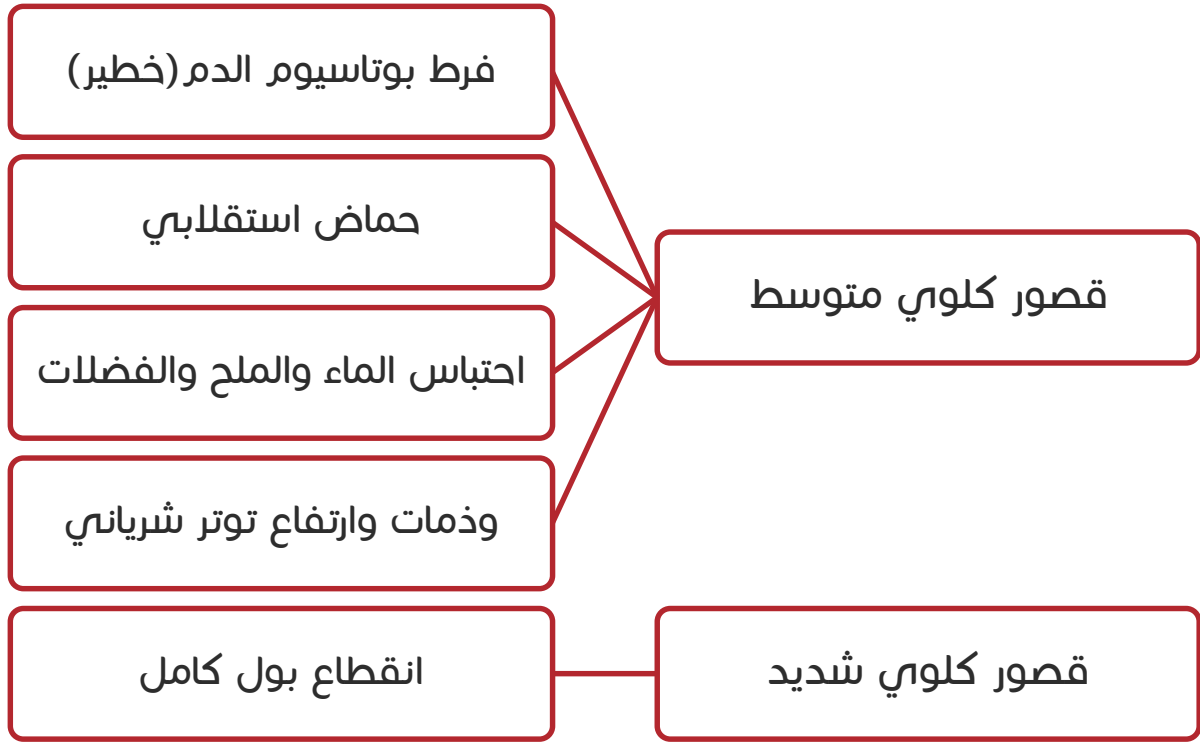 قصور كلوي متوسط
فرط بوتاسيوم الدم (خطير)
حماض استقلابي
احتباس الماء والملح والفضلات
وذمات وارتفاع توتر شرياني
قصور كلوي شديد
انقطاع بول كامل